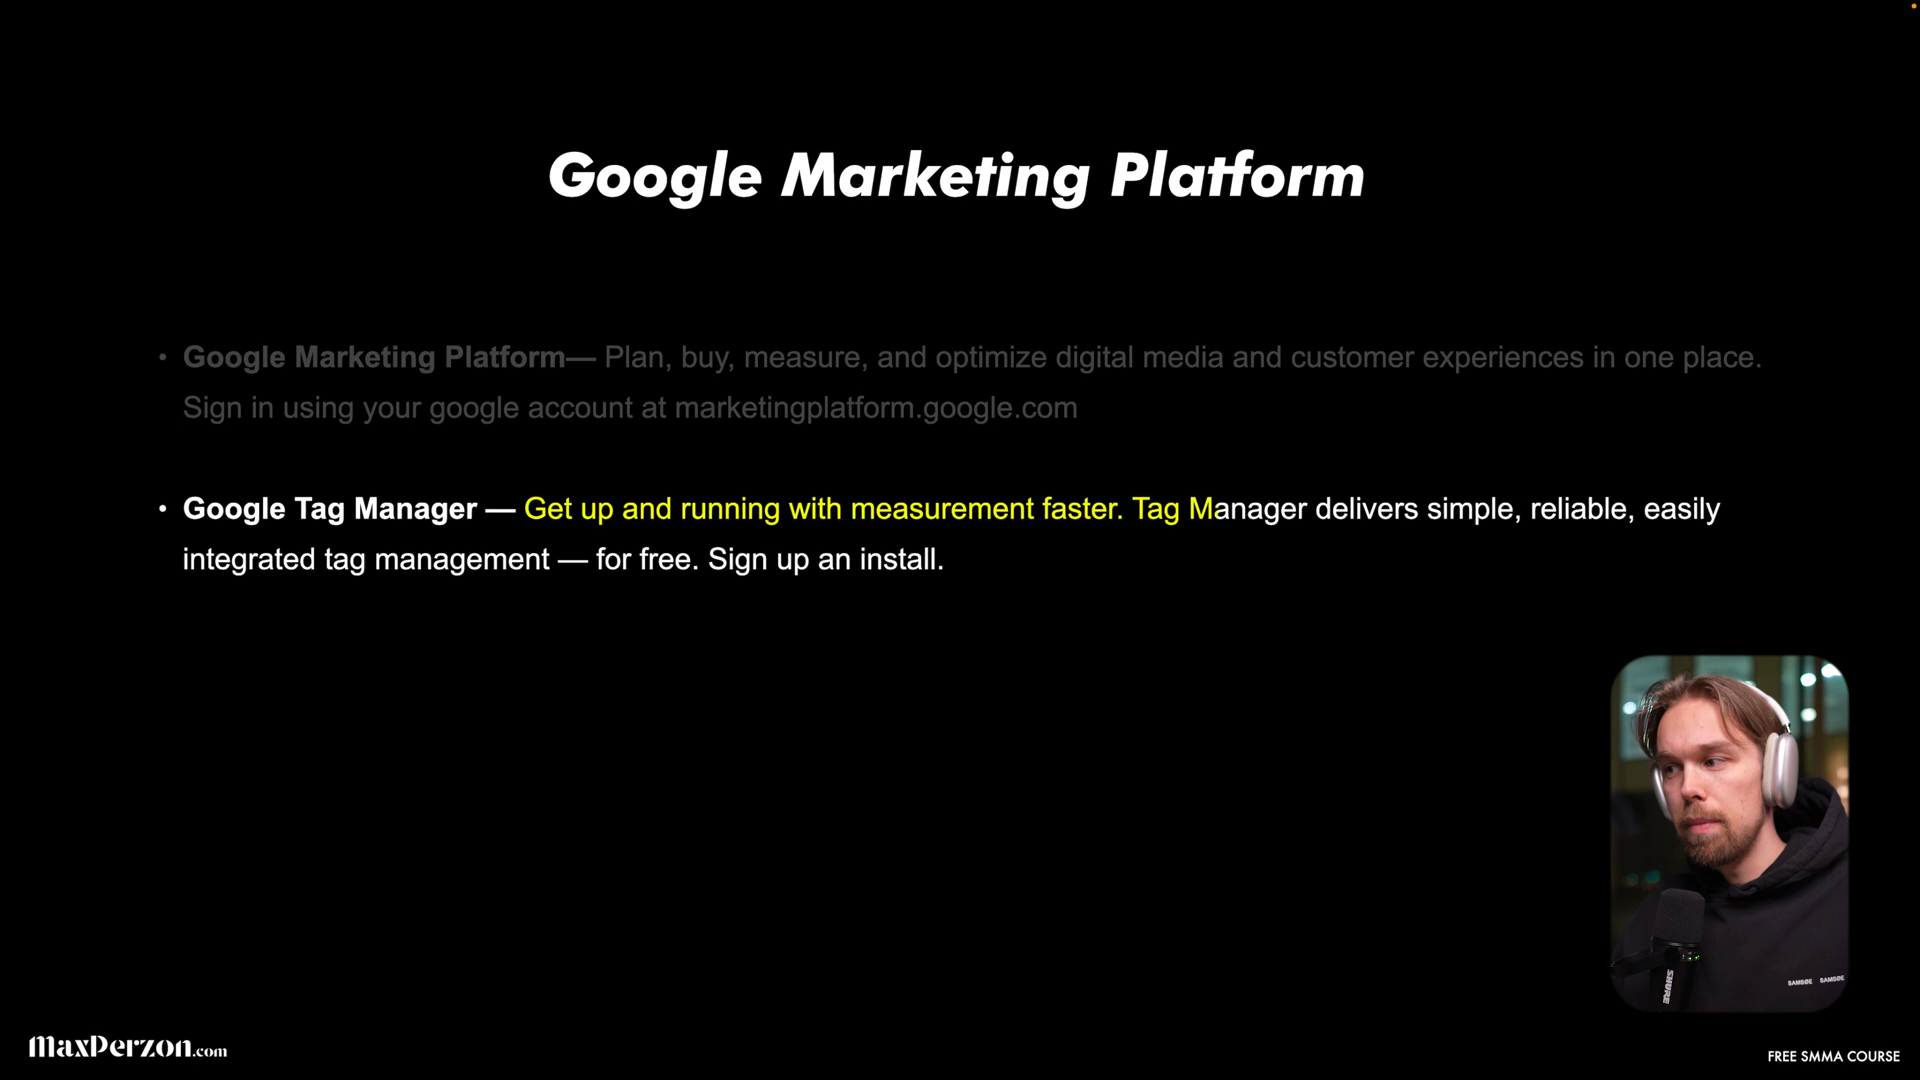 Google Marketing Platform
• Google Marketing Platform— Plan, buy, measure, and optimize digital media and customer experiences in one place.
Sign in using your google account at marketingplatform.google.com
• Google Tag Manager — Get up and running with measurement faster. Tag Manager delivers simple, reliable, easily
integrated tag management — for free. Sign up an install.
SAMSØE SAMSØE
SHURE
MaxPerzon.com
FREE SMMA COURSE